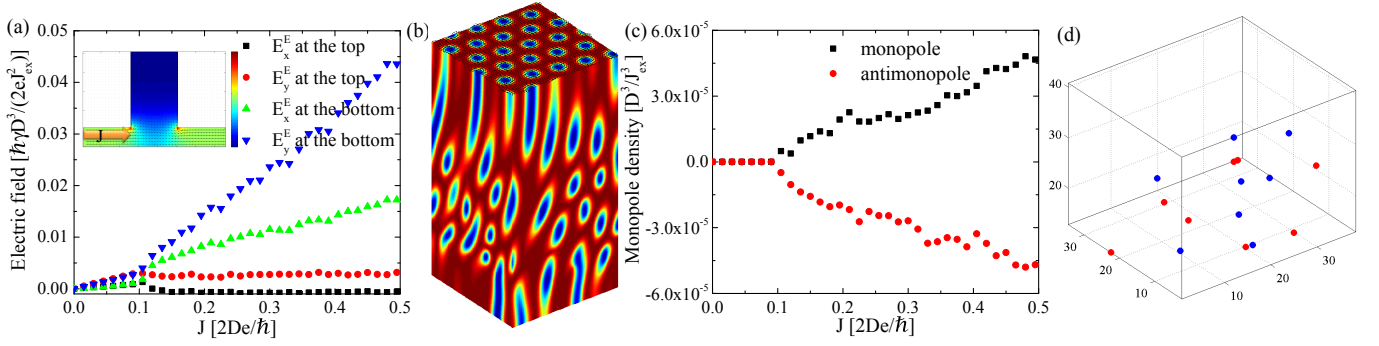 (a)
Electric field [ℏγD³/(2eJ²ₑₓ)]
0.05
0.04
0.03
0.02
0.01
0.00
0.0 0.1 0.2 0.3 0.4 0.5
J [2De/ℏ]
J
E_x^E at the top
E_y^E at the top
E_x^E at the bottom
E_y^E at the bottom
(b)
(c)
Monopole density [D³/J³ₑₓ]
6.0x10⁻⁵
3.0x10⁻⁵
0.0
-3.0x10⁻⁵
-6.0x10⁻⁵
0.0 0.1 0.2 0.3 0.4 0.5
J [2De/ℏ]
monopole
antimonopole
(d)
40
30
20
30
20
10
10
20
30